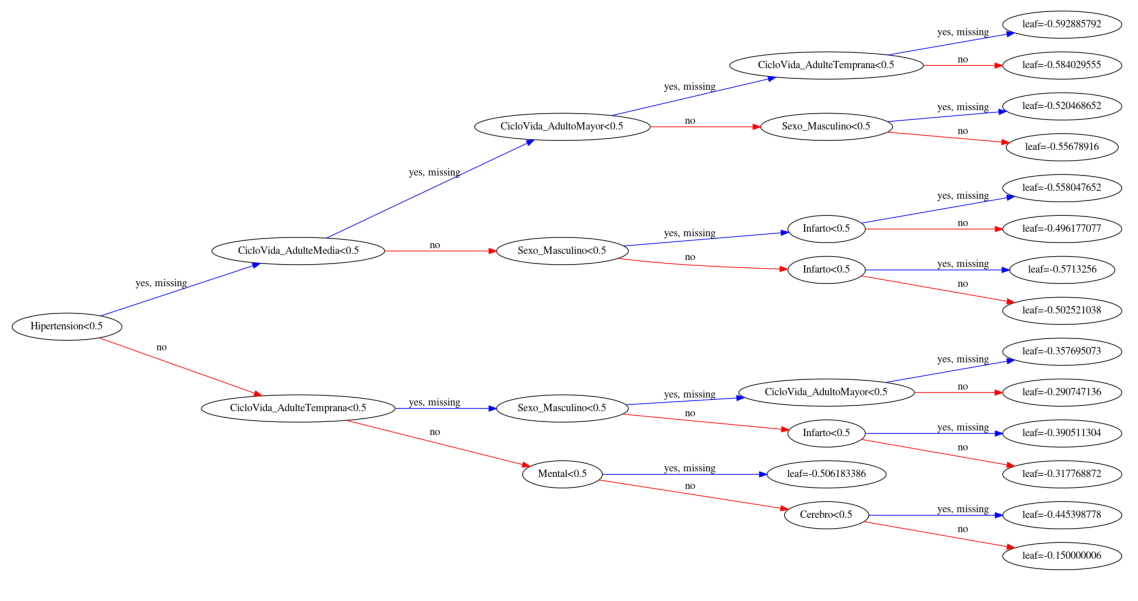 leaf=-0.592885792
yes, missing
CicloVida_AdulteTemprana<0.5
no
leaf=-0.584029555
yes, missing
yes, missing
leaf=-0.520468652
CicloVida_AdultoMayor<0.5
no
Sexo_Masculino<0.5
no
leaf=-0.55678916
yes, missing
yes, missing
leaf=-0.558047652
Infarto<0.5
no
leaf=-0.496177077
yes, missing
CicloVida_AdulteMedia<0.5
no
Sexo_Masculino<0.5
no
Infarto<0.5
yes, missing
leaf=-0.5713256
yes, missing
no
leaf=-0.502521038
Hipertension<0.5
no
yes, missing
leaf=-0.357695073
CicloVida_AdultoMayor<0.5
no
leaf=-0.290747136
yes, missing
CicloVida_AdulteTemprana<0.5
yes, missing
Sexo_Masculino<0.5
no
Infarto<0.5
yes, missing
leaf=-0.390511304
no
no
leaf=-0.317768872
Mental<0.5
yes, missing
leaf=-0.506183386
no
Cerebro<0.5
yes, missing
leaf=-0.445398778
no
leaf=-0.150000006